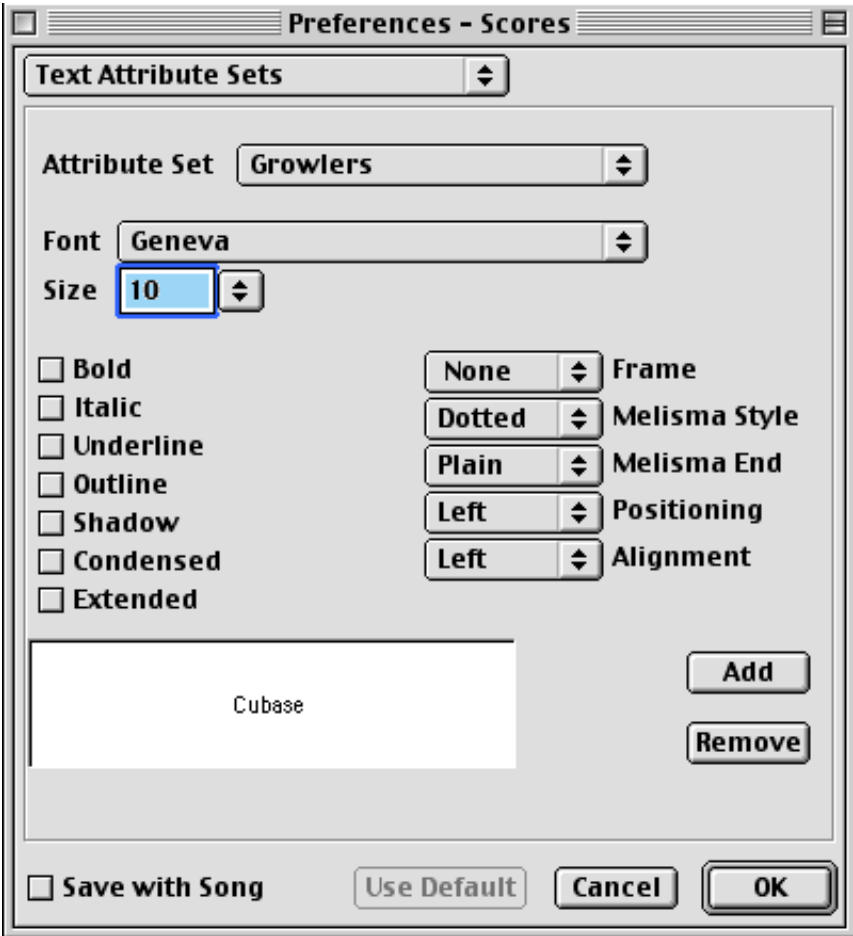 Preferences - Scores
Text Attribute Sets
Attribute Set Growlers
Font Geneva
Size 10
Bold
Italic
Underline
Outline
Shadow
Condensed
Extended
None Frame
Dotted Melisma Style
Plain Melisma End
Left Positioning
Left Alignment
Cubase
Add
Remove
Save with Song Use Default Cancel OK